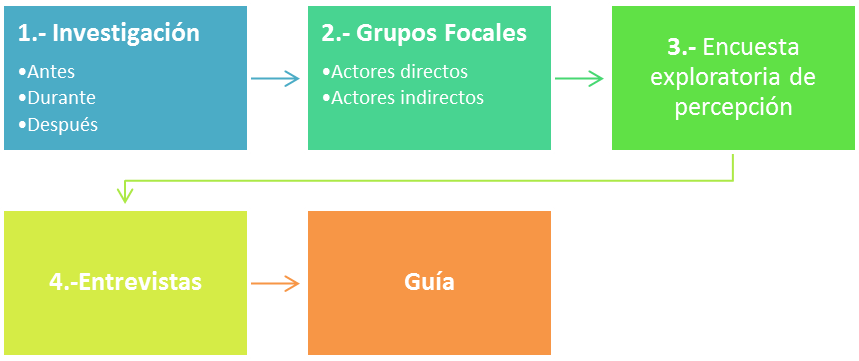 1.- Investigación
•Antes
•Durante
•Después
2.- Grupos Focales
•Actores directos
•Actores indirectos
3.- Encuesta
exploratoria de
percepción
4.-Entrevistas
Guía